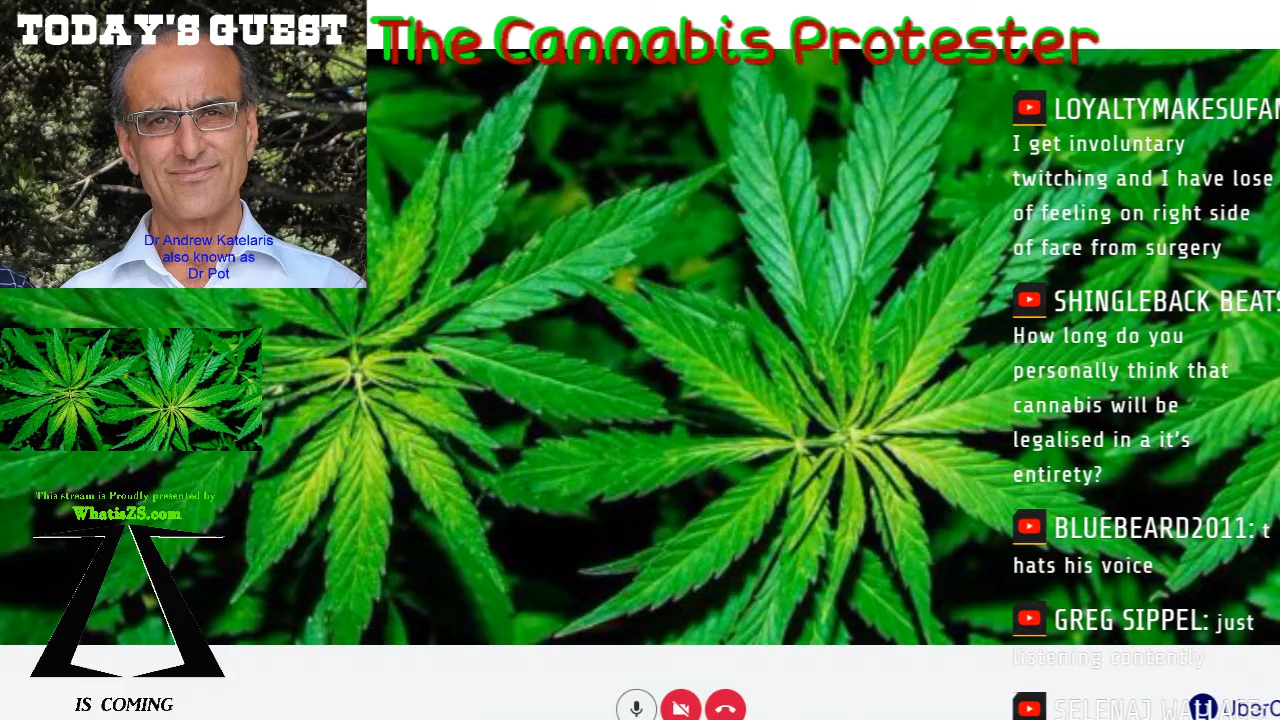 TODAY'S GUEST
The Cannabis Protester
Dr Andrew Katelaris
also known as
Dr Pot
This stream is Proudly presented by
WhatisZS.com
IS COMING
LOYALTYMAKESUFAM
I get involuntary
twitching and I have lose
of feeling on right side
of face from surgery
SHINGLEBACK BEATS
How long do you
personally think that
cannabis will be
legalised in a it's
entirety?
BLUEBEARD2011: t
hats his voice
GREG SIPPEL: just
listening contently
SELENAJ